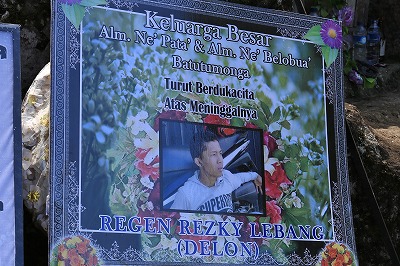 Keluarga Besar
Alm. Ne' Pata' & Alm. Ne' Belobua'
Batutumonga
Turut Berdukacita
Atas Meninggalnya
REGEN REZKY LEBANG
(DELON)